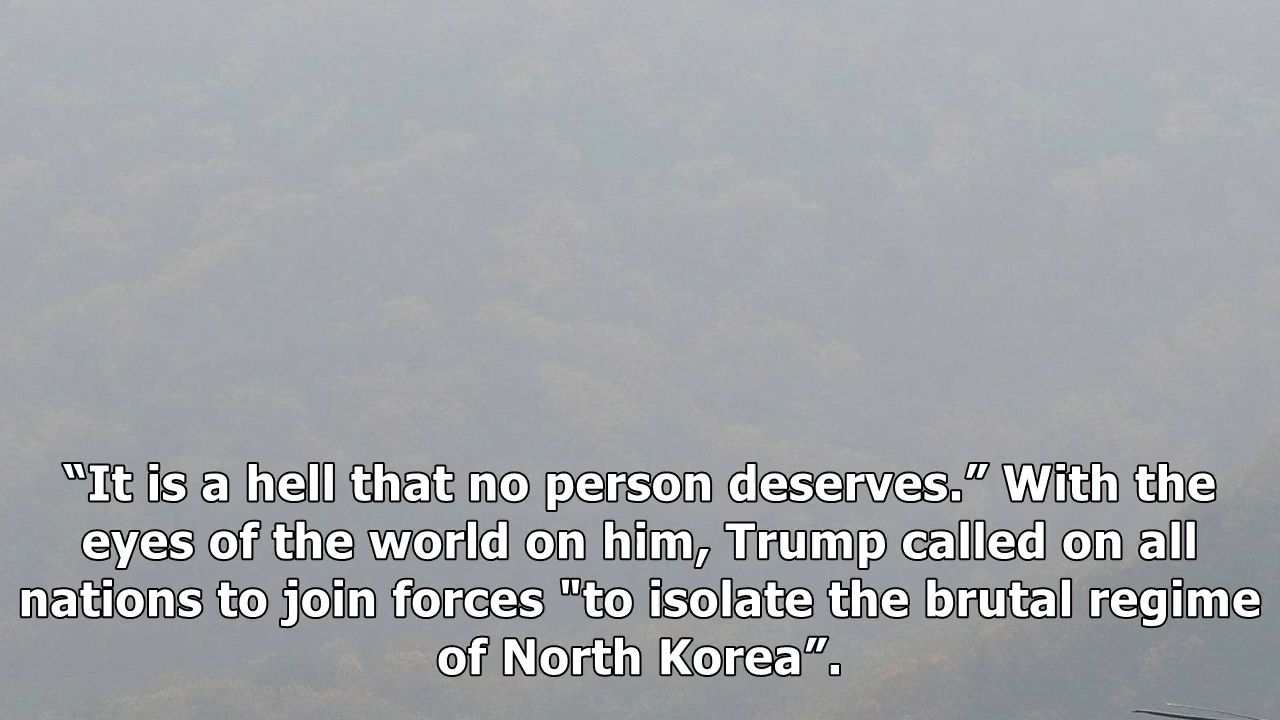 “It is a hell that no person deserves.” With the
eyes of the world on him, Trump called on all
nations to join forces "to isolate the brutal regime
of North Korea”.